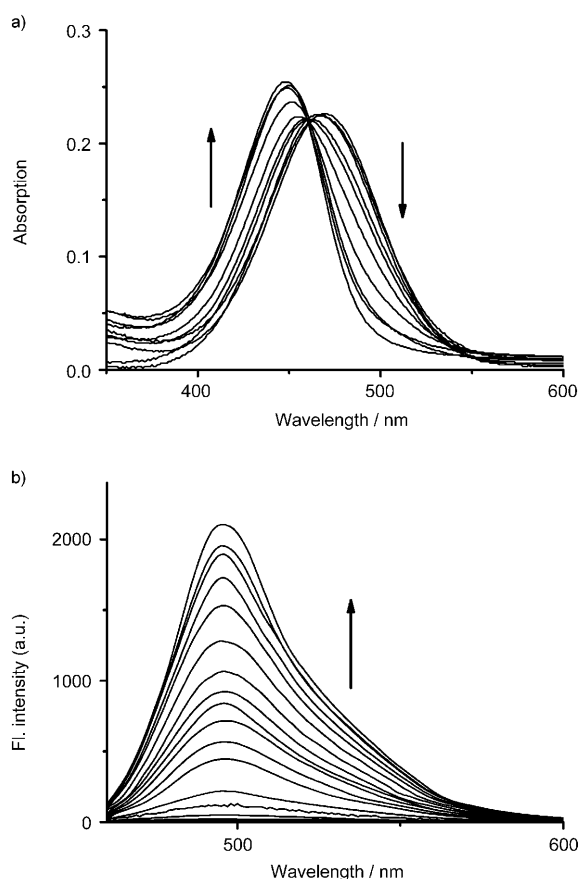 a)
0.3
0.2
0.1
0.0
Absorption
400
500
600
Wavelength / nm
b)
2000
1000
0
Fl. intensity (a.u.)
500
600
Wavelength / nm